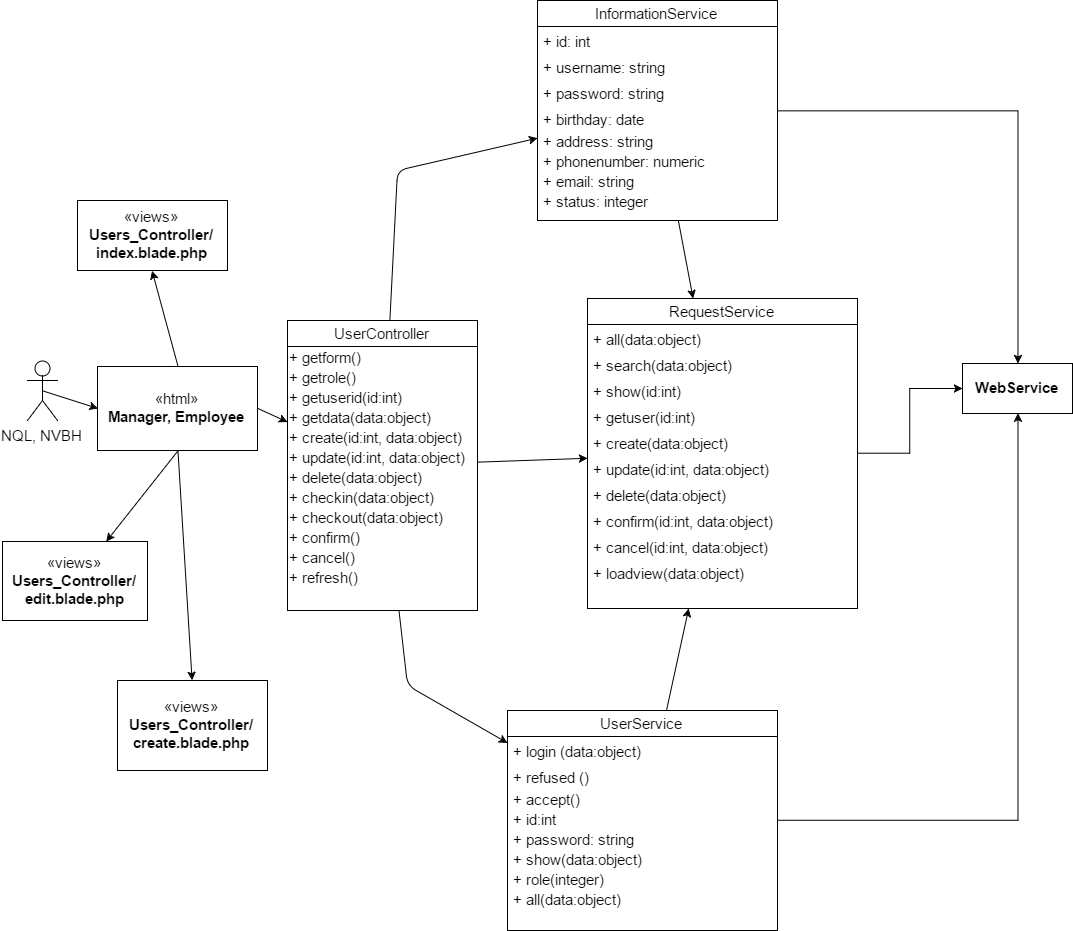 InformationService
+ id: int
+ username: string
+ password: string
+ birthday: date
+ address: string
+ phonenumber: numeric
+ email: string
+ status: integer
«views»
Users_Controller/
index.blade.php
NQL, NVBH
«html»
Manager, Employee
UserController
+ getform()
+ getrole()
+ getuserid(id:int)
+ getdata(data:object)
+ create(id:int, data:object)
+ update(id:int, data:object)
+ delete(data:object)
+ checkin(data:object)
+ checkout(data:object)
+ confirm()
+ cancel()
+ refresh()
RequestService
+ all(data:object)
+ search(data:object)
+ show(id:int)
+ getuser(id:int)
+ create(data:object)
+ update(id:int, data:object)
+ delete(data:object)
+ confirm(id:int, data:object)
+ cancel(id:int, data:object)
+ loadview(data:object)
WebService
«views»
Users_Controller/
edit.blade.php
«views»
Users_Controller/
create.blade.php
UserService
+ login (data:object)
+ refused ()
+ accept()
+ id:int
+ password: string
+ show(data:object)
+ role(integer)
+ all(data:object)